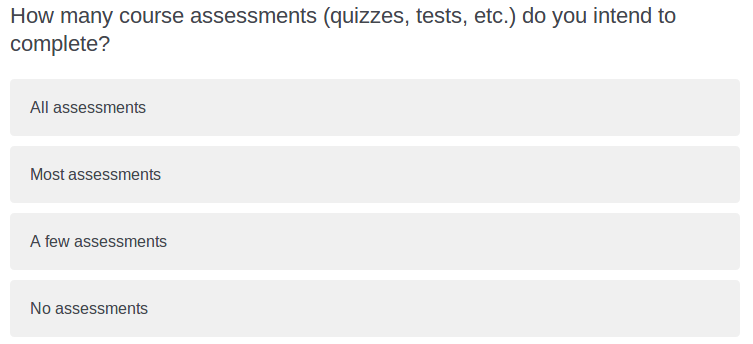 How many course assessments (quizzes, tests, etc.) do you intend to
complete?
All assessments
Most assessments
A few assessments
No assessments